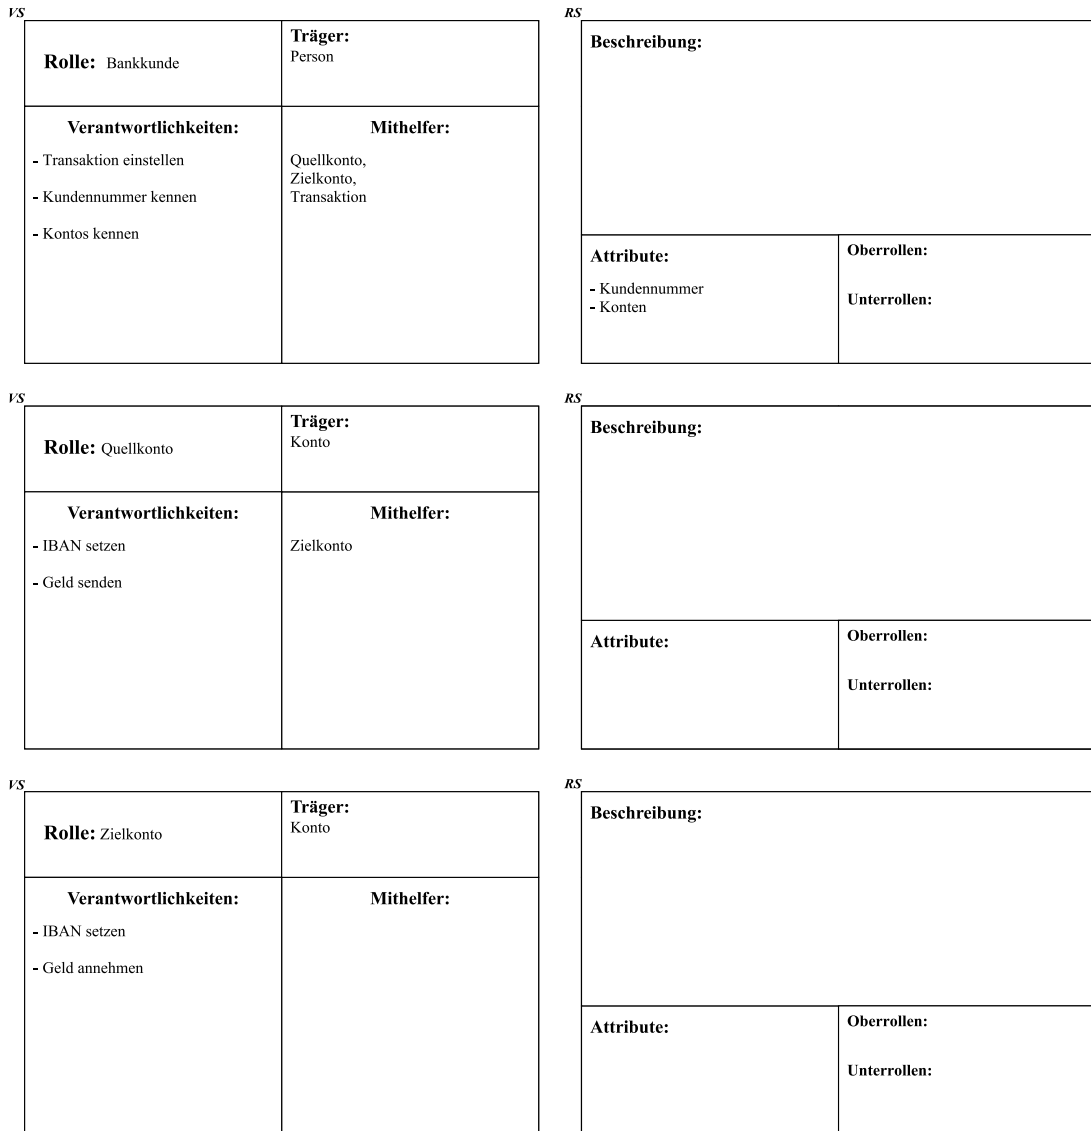 VS
Rolle: Bankkunde
Träger:
Person
Verantwortlichkeiten:
- Transaktion einstellen
- Kundennummer kennen
- Kontos kennen
Mithelfer:
Quellkonto,
Zielkonto,
Transaktion
RS
Beschreibung:
Attribute:
- Kundennummer
- Konten
Oberrollen:
Unterrollen:
VS
Rolle: Quellkonto
Träger:
Konto
Verantwortlichkeiten:
- IBAN setzen
- Geld senden
Mithelfer:
Zielkonto
RS
Beschreibung:
Attribute:
Oberrollen:
Unterrollen:
VS
Rolle: Zielkonto
Träger:
Konto
Verantwortlichkeiten:
- IBAN setzen
- Geld annehmen
Mithelfer:
RS
Beschreibung:
Attribute:
Oberrollen:
Unterrollen: